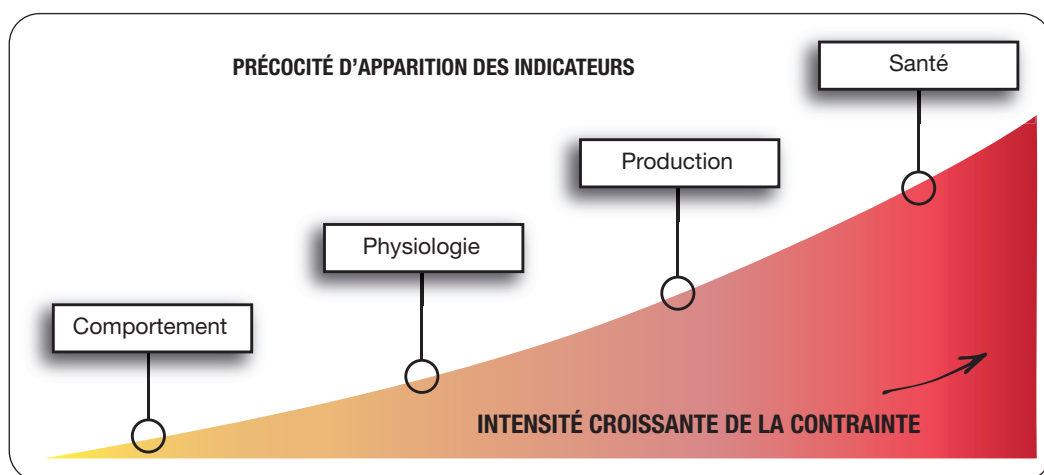 PRÉCOCITÉ D'APPARITION DES INDICATEURS
Santé
Production
Physiologie
Comportement
INTENSITÉ CROISSANTE DE LA CONTRAINTE